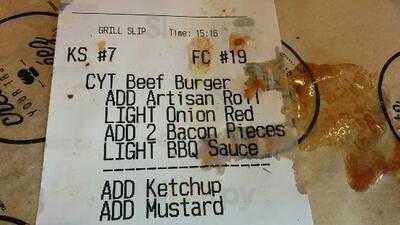 GRILL SLIP Time: 15:16
KS #7 FC #19
CYT Beef Burger
ADD Artisan Roll
LIGHT Onion Red
ADD 2 Bacon Pieces
LIGHT BBQ Sauce
--------------------
ADD Ketchup
ADD Mustard